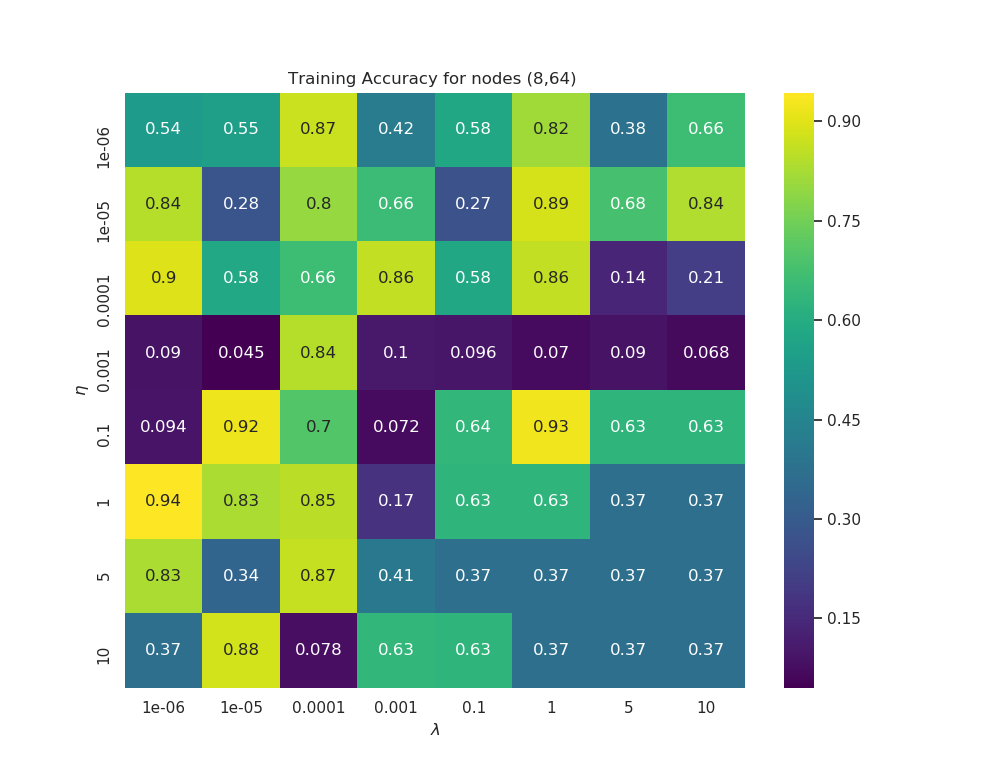 Training Accuracy for nodes (8,64)
1e-06 0.54 0.55 0.87 0.42 0.58 0.82 0.38 0.66
1e-05 0.84 0.28 0.8 0.66 0.27 0.89 0.68 0.84
0.0001 0.9 0.58 0.66 0.86 0.58 0.86 0.14 0.21
0.001 0.09 0.045 0.84 0.1 0.096 0.07 0.09 0.068
η
0.1 0.094 0.92 0.7 0.072 0.64 0.93 0.63 0.63
1 0.94 0.83 0.85 0.17 0.63 0.63 0.37 0.37
5 0.83 0.34 0.87 0.41 0.37 0.37 0.37 0.37
10 0.37 0.88 0.078 0.63 0.63 0.37 0.37 0.37
1e-06 1e-05 0.0001 0.001 0.1 1 5 10
λ
0.90
0.75
0.60
0.45
0.30
0.15